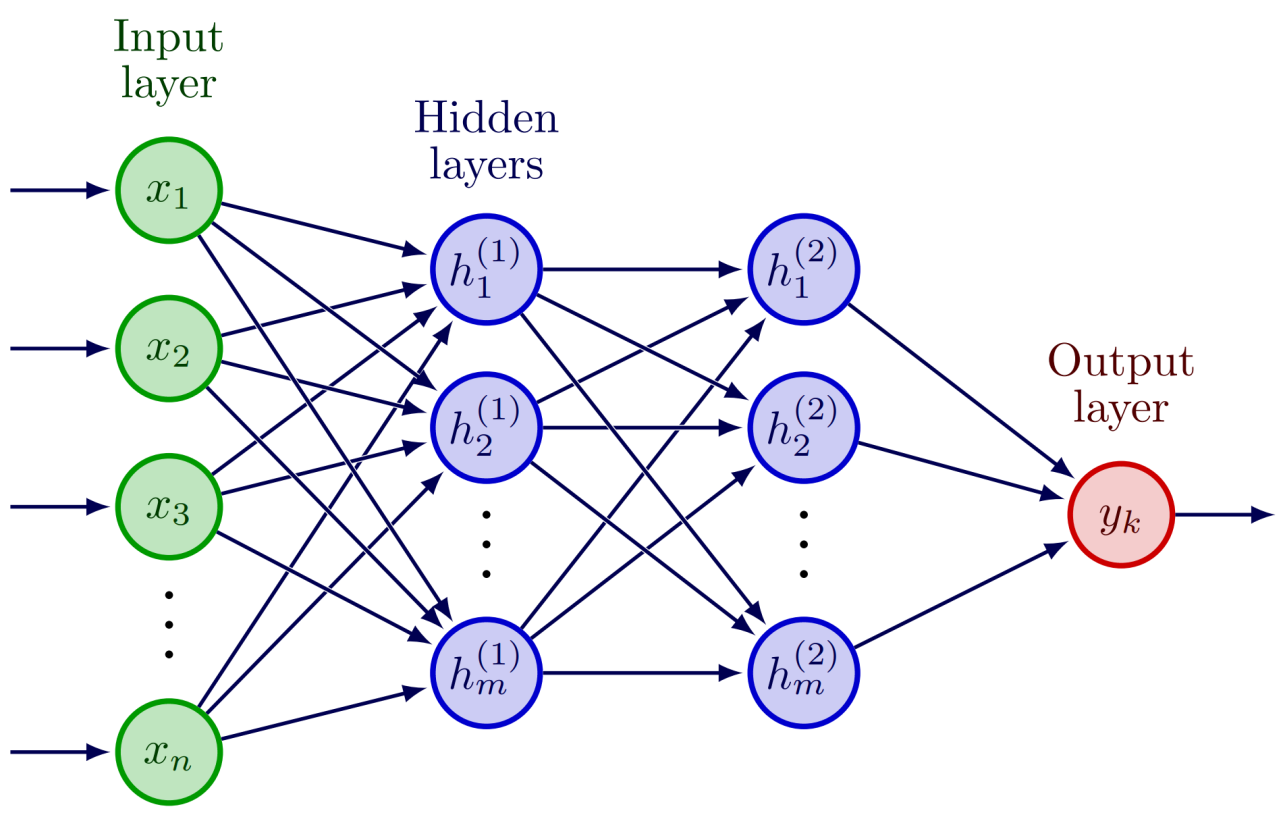 Input
layer
Hidden
layers
Output
layer
x₁
x₂
x₃
xₙ
h₁⁽¹⁾
h₂⁽¹⁾
hₘ⁽¹⁾
h₁⁽²⁾
h₂⁽²⁾
hₘ⁽²⁾
yₖ